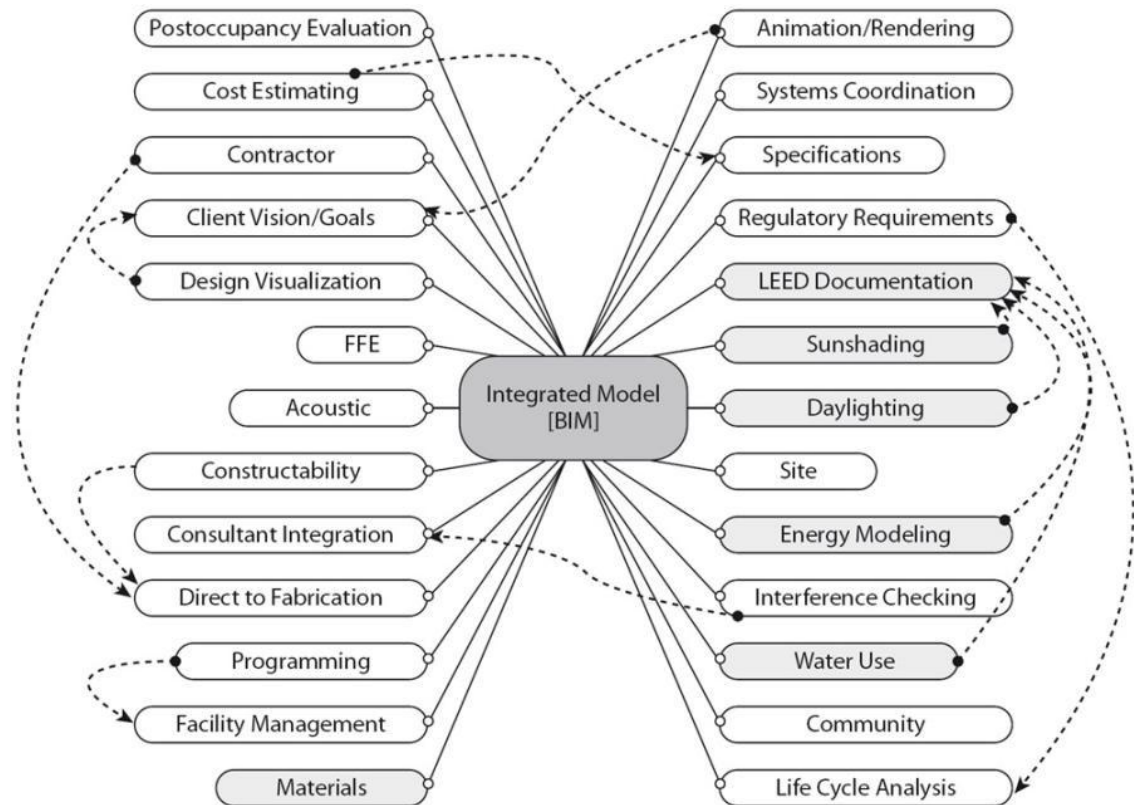 Postoccupancy Evaluation
Animation/Rendering
Cost Estimating
Systems Coordination
Contractor
Specifications
Client Vision/Goals
Regulatory Requirements
Design Visualization
LEED Documentation
FFE
Sunshading
Integrated Model
[BIM]
Acoustic
Daylighting
Constructability
Site
Consultant Integration
Energy Modeling
Direct to Fabrication
Interference Checking
Programming
Water Use
Facility Management
Community
Materials
Life Cycle Analysis